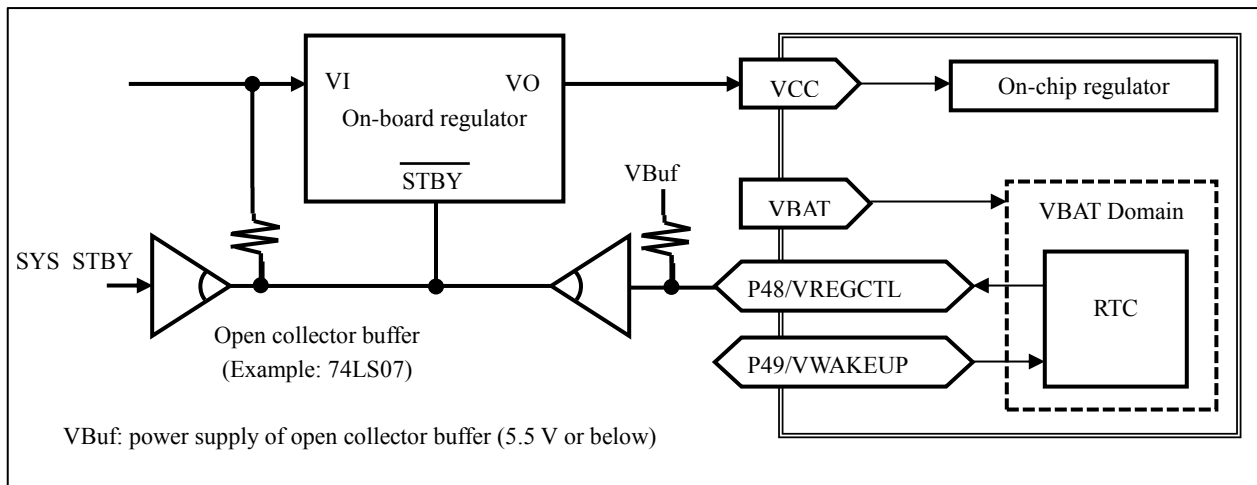 VI
VO
On-board regulator
STBY
VCC
On-chip regulator
VBuf
VBAT
VBAT Domain
SYS STBY
P48/VREGCTL
RTC
Open collector buffer
(Example: 74LS07)
P49/VWAKEUP
VBuf: power supply of open collector buffer (5.5 V or below)